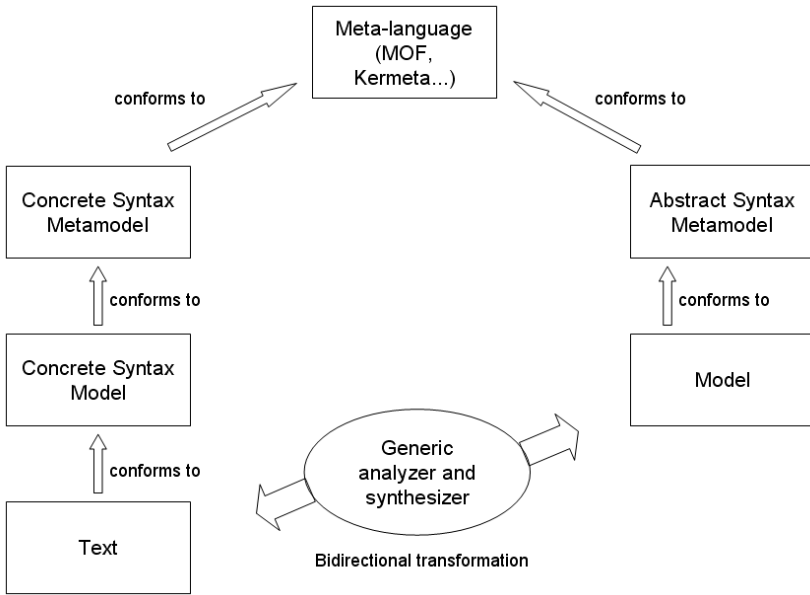 Meta-language
(MOF,
Kermeta...)
conforms to
conforms to
Concrete Syntax
Metamodel
Abstract Syntax
Metamodel
conforms to
conforms to
Concrete Syntax
Model
Model
Generic
analyzer and
synthesizer
conforms to
Text
Bidirectional transformation